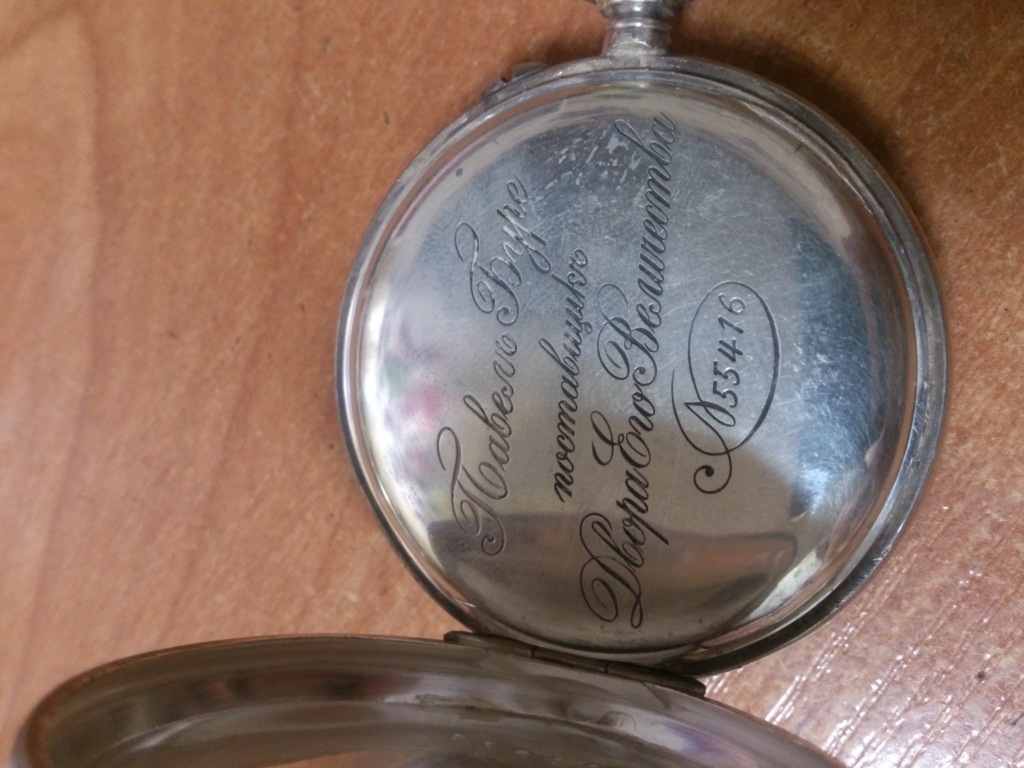 Павелъ Буре
поставщикъ
Двора Его Величества
№ 55416